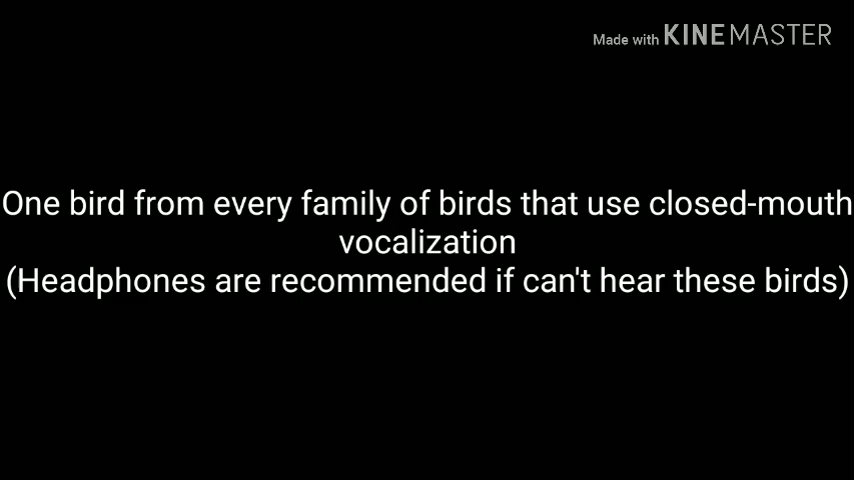 Made with KINEMASTER
One bird from every family of birds that use closed-mouth
vocalization
(Headphones are recommended if can't hear these birds)